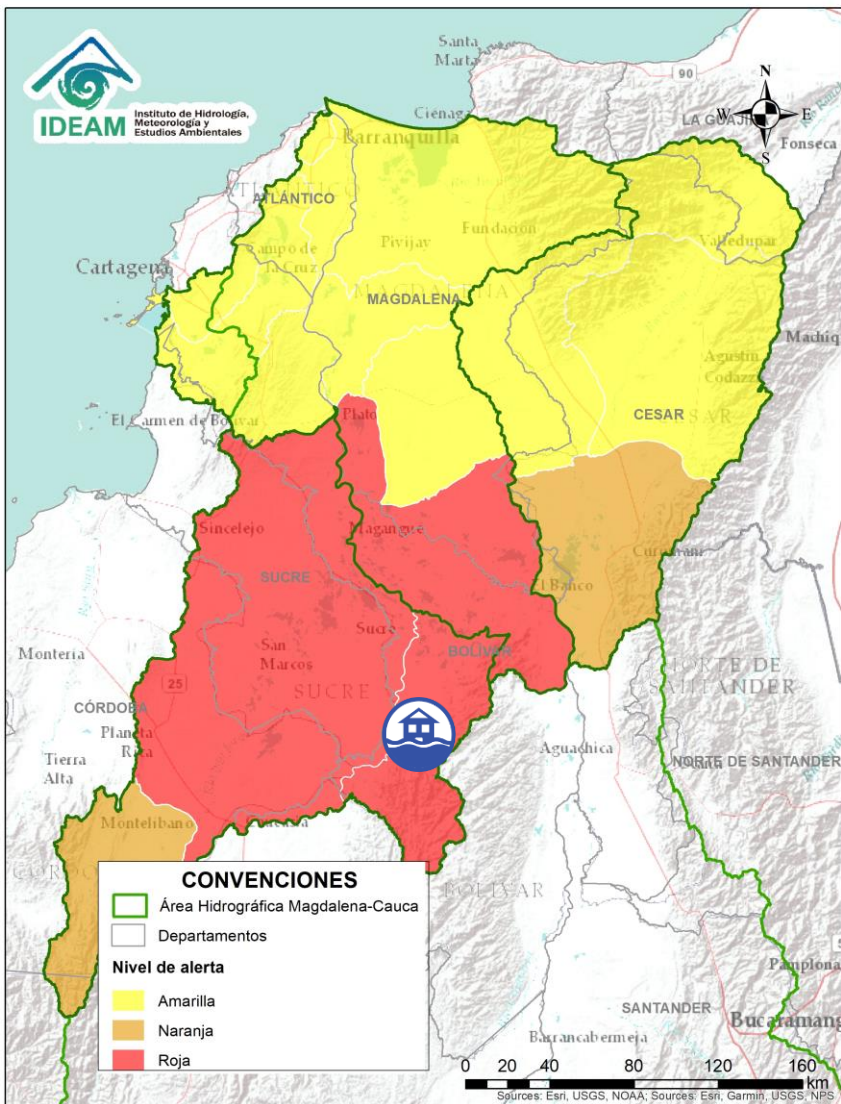 IDEAM
Instituto de Hidrología,
Meteorología y
Estudios Ambientales
Santa
Marta
90
N
W
E
S
LA GUAJIR
Ciénaga
Fonseca
Barranquilla
ATLÁNTICO
Fundación
Valledupar
Pivijay
Campo de
la Cruz
Cartagena
MAGDALENA
Machiq
Agustín
Codazzi
El Carmen de Bolívar
Plato
CESAR
Sincelejo
Magangué
SUCRE
El Banco
Sucre
San
Marcos
BOLÍVAR
Montería
SUCRE
NORTE DE
SANTANDER
25
CÓRDOBA
Planeta
Rica
Aguachica
Tierra
Alta
NORTE DE SANTANDER
Montelibano
BOLÍVAR
CONVENCIONES
Área Hidrográfica Magdalena-Cauca
Departamentos
Nivel de alerta
Amarilla
Naranja
Roja
Pamplona
SANTANDER
Bucaramang
Barrancabermeja
0 20 40 80 120 160
km
Sources: Esri, USGS, NOAA; Sources: Esri, Garmin, USGS, NPS